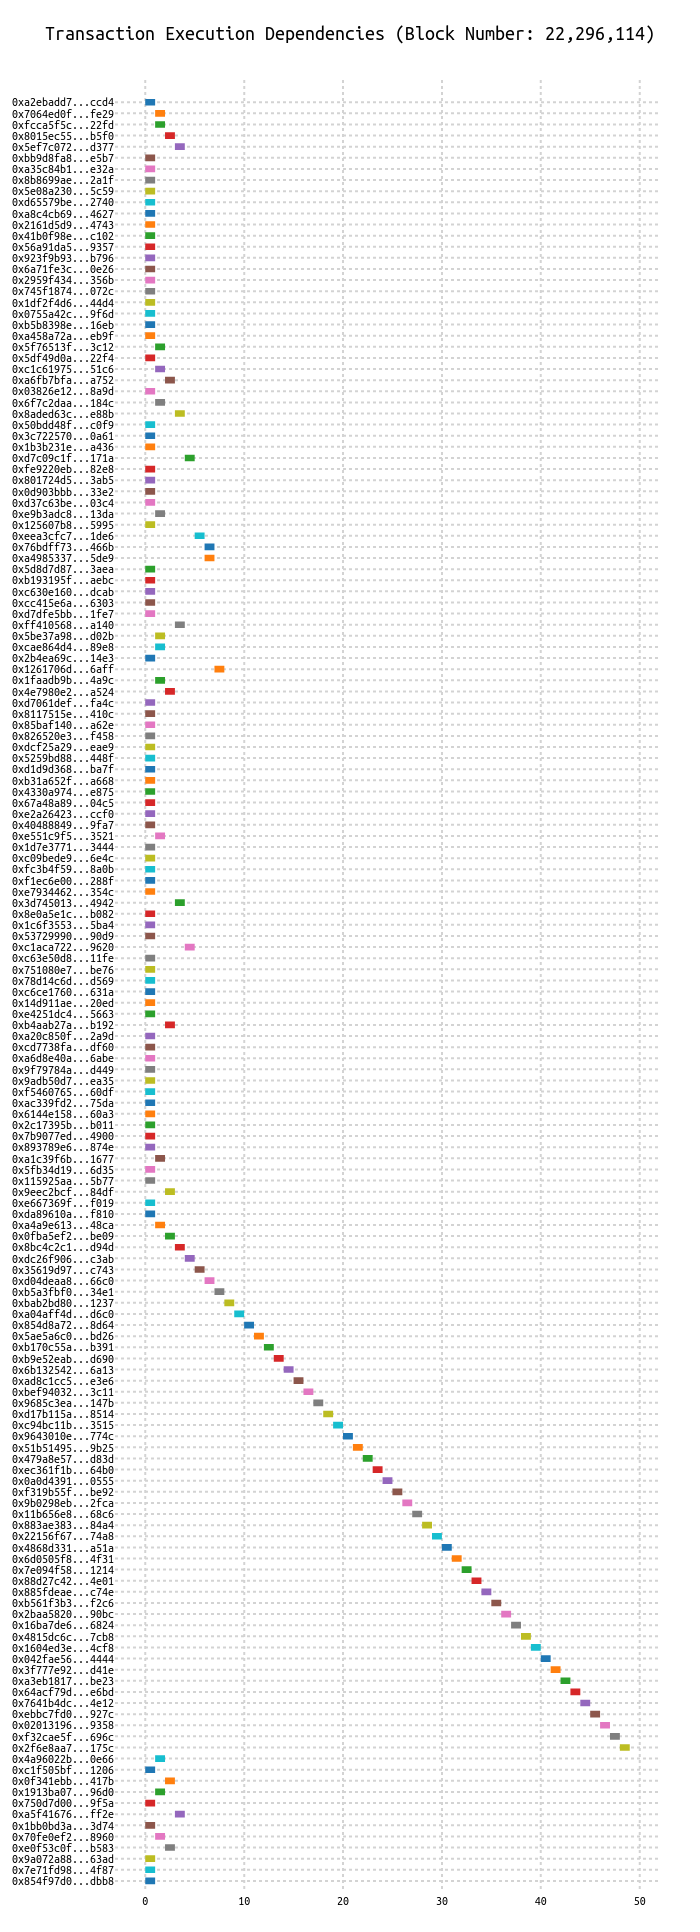 Transaction Execution Dependencies (Block Number: 22,296,114)
0xa2ebadd7...ccd4
0x7064ed0f...fe29
0xfcca5f5c...22fd
0x8015ec55...b5f0
0x5ef7c072...d377
0xbb9d8fa8...e5b7
0xa35c84b1...e32a
0x8b8699ae...2a1f
0x5e08a230...5c59
0xd65579be...2740
0xa8c4cb69...4627
0x2161d5d9...4743
0x41b0f98e...c102
0x56a91da5...9357
0x923f9b93...b796
0x6a71fe3c...0e26
0x2959f434...356b
0x745f1874...072c
0x1df2f4d6...44d4
0x0755a42c...9f6d
0xb5b8398e...16eb
0xa458a72a...eb9f
0x5f76513f...3c12
0x5df49d0a...22f4
0xc1c61975...51c6
0xa6fb7bfa...a752
0x03826e12...8a9d
0x6f7c2daa...184c
0x8aded63c...e88b
0x50bdd48f...c0f9
0x3c722570...0a61
0x1b3b231e...a436
0xd7c09c1f...171a
0xfe9220eb...82e8
0x801724d5...3ab5
0x0d903bbb...33e2
0xd37c63be...03c4
0xe9b3adc8...13da
0x125607b8...5995
0xeea3cfc7...1de6
0x76bdff73...466b
0xa4985337...5de9
0x5d8d7d87...3aea
0xb193195f...aebc
0xc630e160...dcab
0xcc415e6a...6303
0xd7dfe5bb...1fe7
0xff410568...a140
0x5be37a98...d02b
0xcae864d4...89e8
0x2b4ea69c...14e3
0x1261706d...6aff
0x1faadb9b...4a9c
0x4e7980e2...a524
0xd7061def...fa4c
0x8117515e...410c
0x85baf140...a62e
0x826520e3...f458
0xdcf25a29...eae9
0x5259bd88...448f
0xd1d9d368...ba7f
0xb31a652f...a668
0x4330a974...e875
0x67a48a89...04c5
0xe2a26423...ccf0
0x40488849...9fa7
0xe551c9f5...3521
0x1d7e3771...3444
0xc09bede9...6e4c
0xfc3b4f59...8a0b
0xf1ec6e00...288f
0xe7934462...354c
0x3d745013...4942
0x8e0a5e1c...b082
0x1c6f3553...5ba4
0x53729990...90d9
0xc1aca722...9620
0xc63e50d8...11fe
0x751080e7...be76
0x78d14c6d...d569
0xc6ce1760...631a
0x14d911ae...20ed
0xe4251dc4...5663
0xb4aab27a...b192
0xa20c850f...2a9d
0xcd7738fa...df60
0xa6d8e40a...6abe
0x9f79784a...d449
0x9adb50d7...ea35
0xf5460765...60df
0xac339fd2...75da
0x6144e158...60a3
0x2c17395b...b011
0x7b9077ed...4900
0x893789e6...874e
0xa1c39f6b...1677
0x5fb34d19...6d35
0x115925aa...5b77
0x9eec2bcf...84df
0xe667369f...f019
0xda89610a...f810
0xa4a9e613...48ca
0x0fba5ef2...be09
0x8bc4c2c1...d94d
0xdc26f906...c3ab
0x35619d97...c743
0xd04deaa8...66c0
0xb5a3fbf0...34e1
0xbab2bd80...1237
0xa04aff4d...d6c0
0x854d8a72...8d64
0x5ae5a6c0...bd26
0xb170c55a...b391
0xb9e52eab...d690
0x6b132542...6a13
0xad8c1cc5...e3e6
0xbef94032...3c11
0x9685c3ea...147b
0xd17b115a...8514
0xc94bc11b...3515
0x9643010e...774c
0x51b51495...9b25
0x479a8e57...d83d
0xec361f1b...64b0
0x0a0d4391...0555
0xf319b55f...be92
0x9b0298eb...2fca
0x11b656e8...68c6
0x883ae383...84a4
0x22156f67...74a8
0x4868d331...a51a
0x6d0505f8...4f31
0x7e094f58...1214
0x88d27c42...4e01
0x885fdeae...c74e
0xb561f3b3...f2c6
0x2baa5820...90bc
0x16ba7de6...6824
0x4815dc6c...7cb8
0x1604ed3e...4cf8
0x042fae56...4444
0x3f777e92...d41e
0xa3eb1817...be23
0x64acf79d...e6bd
0x7641b4dc...4e12
0xebbc7fd0...927c
0x02013196...9358
0xf32cae5f...696c
0x2f6e8aa7...175c
0x4a96022b...0e66
0xc1f505bf...1206
0x0f341ebb...417b
0x1913ba07...96d0
0x750d7d00...9f5a
0xa5f41676...ff2e
0x1bb0bd3a...3d74
0x70fe0ef2...8960
0xe0f53c0f...b583
0x9a072a88...63ad
0x7e71fd98...4f87
0x854f97d0...dbb8
0 10 20 30 40 50